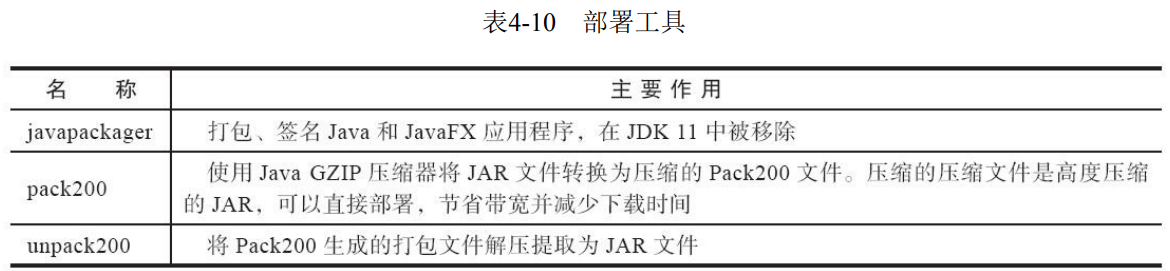 表4-10 部署工具
名 称 主要作用
javapackager 打包、签名 Java 和 JavaFX 应用程序，在 JDK 11 中被移除
pack200 使用 Java GZIP 压缩器将 JAR 文件转换为压缩的 Pack200 文件。压缩的压缩文件是高度压缩
的 JAR，可以直接部署，节省带宽并减少下载时间
unpack200 将 Pack200 生成的打包文件解压提取为 JAR 文件